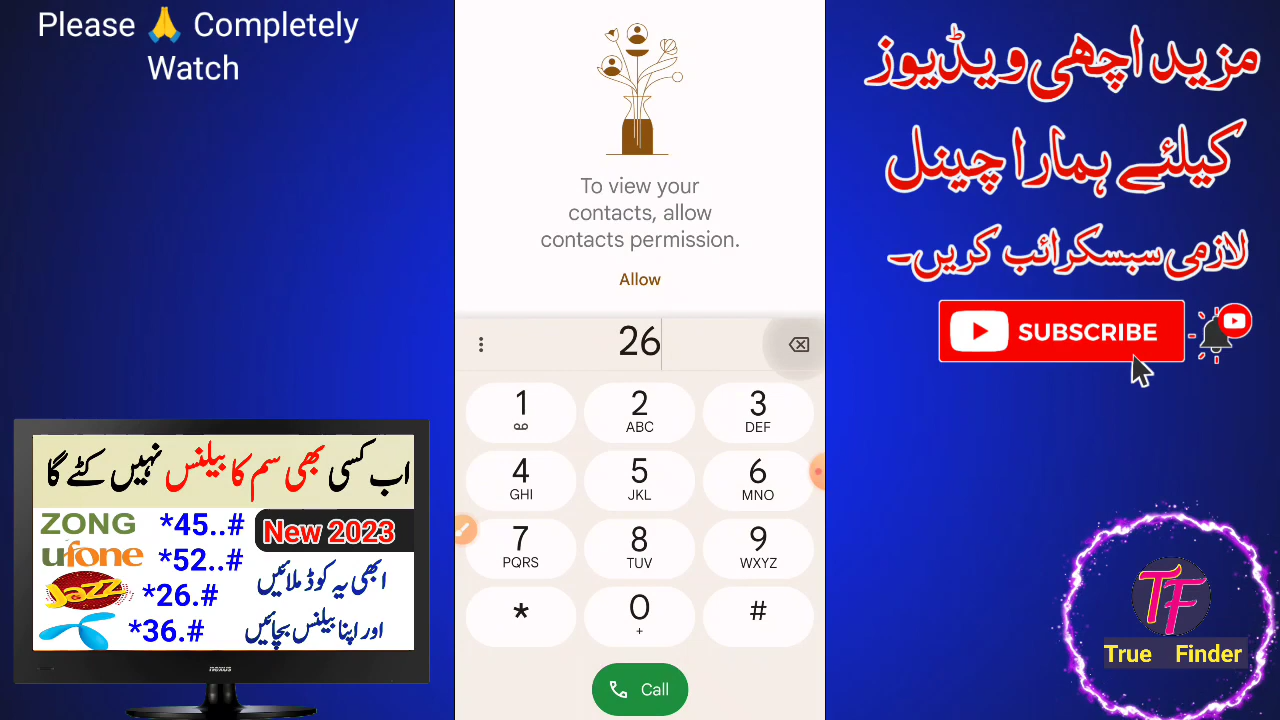 Please 🙏 Completely
Watch
اب کسی بھی سم کا بیلنس نہیں کٹے گا
ZONG *45..#
New 2023
ufone *52..#
ابھی یہ کوڈ ملائیں
Jazz *26.#
*36.#
اور اپنا بیلنس بچائیں
NEXUS
To view your
contacts, allow
contacts permission.
Allow
26
1
2
ABC
3
DEF
4
GHI
5
JKL
6
MNO
7
PQRS
8
TUV
9
WXYZ
*
0
+
#
Call
مزید اچھی ویڈیوز
کیلئے ہمارا چینل
لازمی سبسکرائب کریں۔
SUBSCRIBE
TF
True Finder